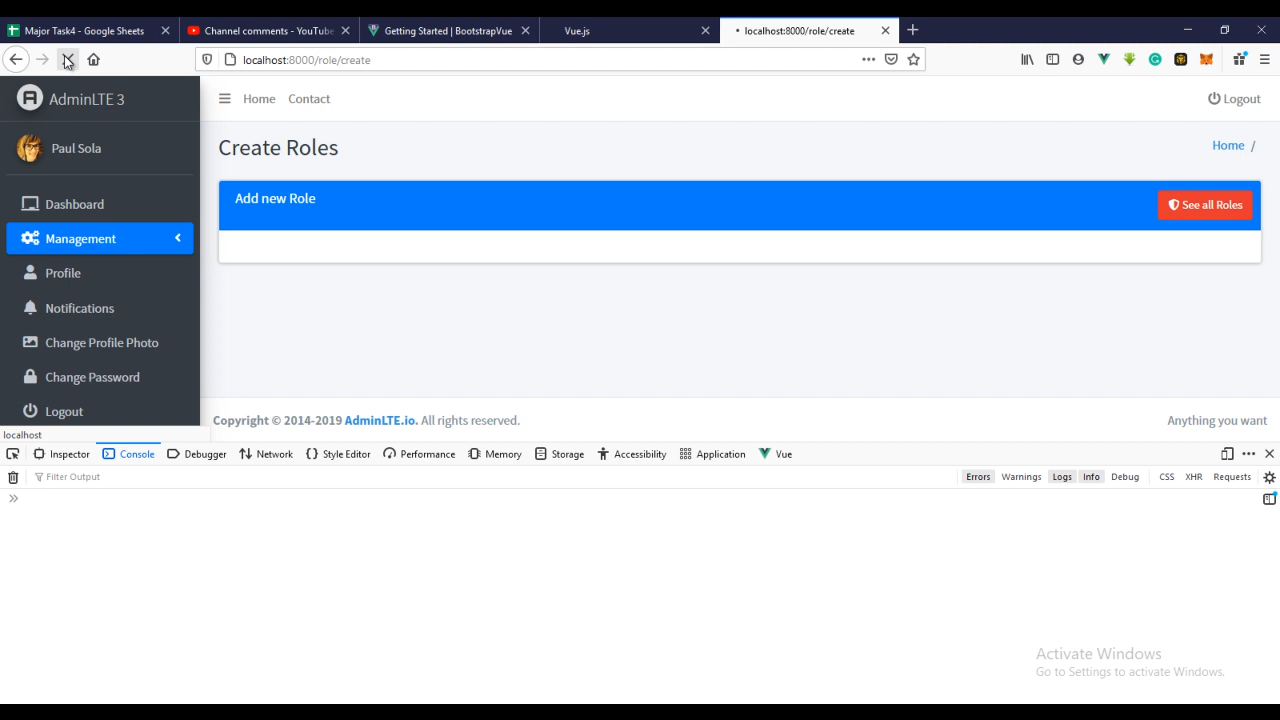 Major Task4 - Google Sheets
Channel comments - YouTube
Getting Started | BootstrapVue
Vue.js
localhost:8000/role/create
localhost:8000/role/create
AdminLTE 3
Home Contact
Logout
Paul Sola
Create Roles
Home /
Add new Role
See all Roles
Dashboard
Management
Profile
Notifications
Change Profile Photo
Change Password
Logout
Copyright © 2014-2019 AdminLTE.io. All rights reserved.
Anything you want
localhost
Inspector Console Debugger Network Style Editor Performance Memory Storage Accessibility Application Vue
Filter Output
Errors Warnings Logs Info Debug CSS XHR Requests
Activate Windows
Go to Settings to activate Windows.